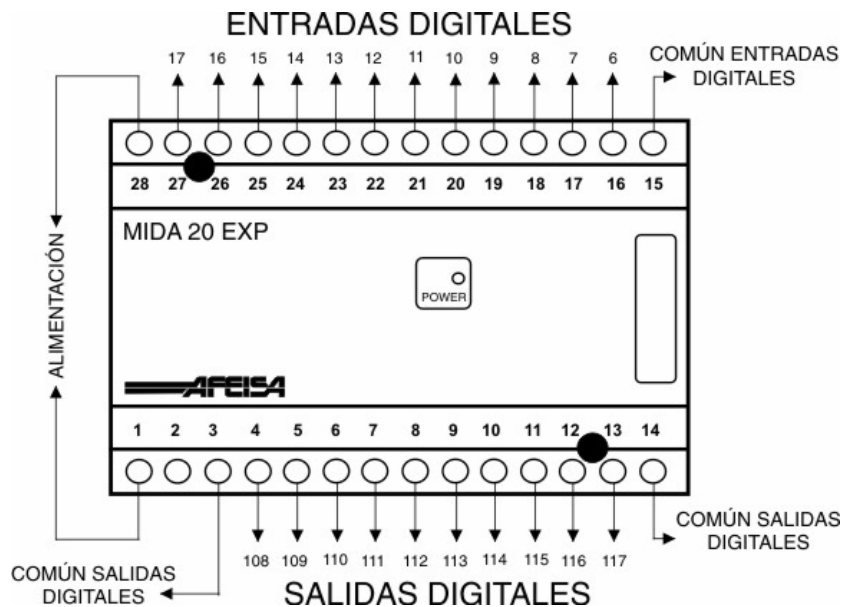 ENTRADAS DIGITALES
17 16 15 14 13 12 11 10 9 8 7 6
COMÚN ENTRADAS
DIGITALES
28 27 26 25 24 23 22 21 20 19 18 17 16 15
MIDA 20 EXP
POWER
ALIMENTACIÓN
AFEISA
1 2 3 4 5 6 7 8 9 10 11 12 13 14
COMÚN SALIDAS
DIGITALES
108 109 110 111 112 113 114 115 116 117
COMÚN SALIDAS
DIGITALES
SALIDAS DIGITALES